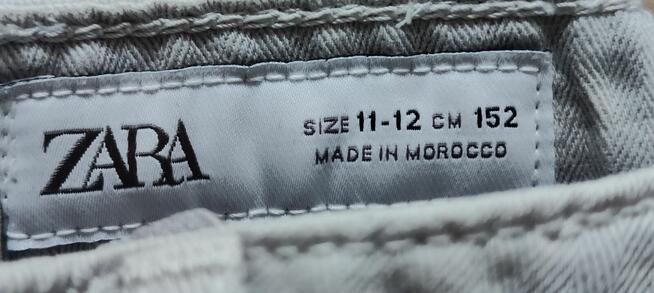 ZARA
SIZE 11-12 CM 152
MADE IN MOROCCO